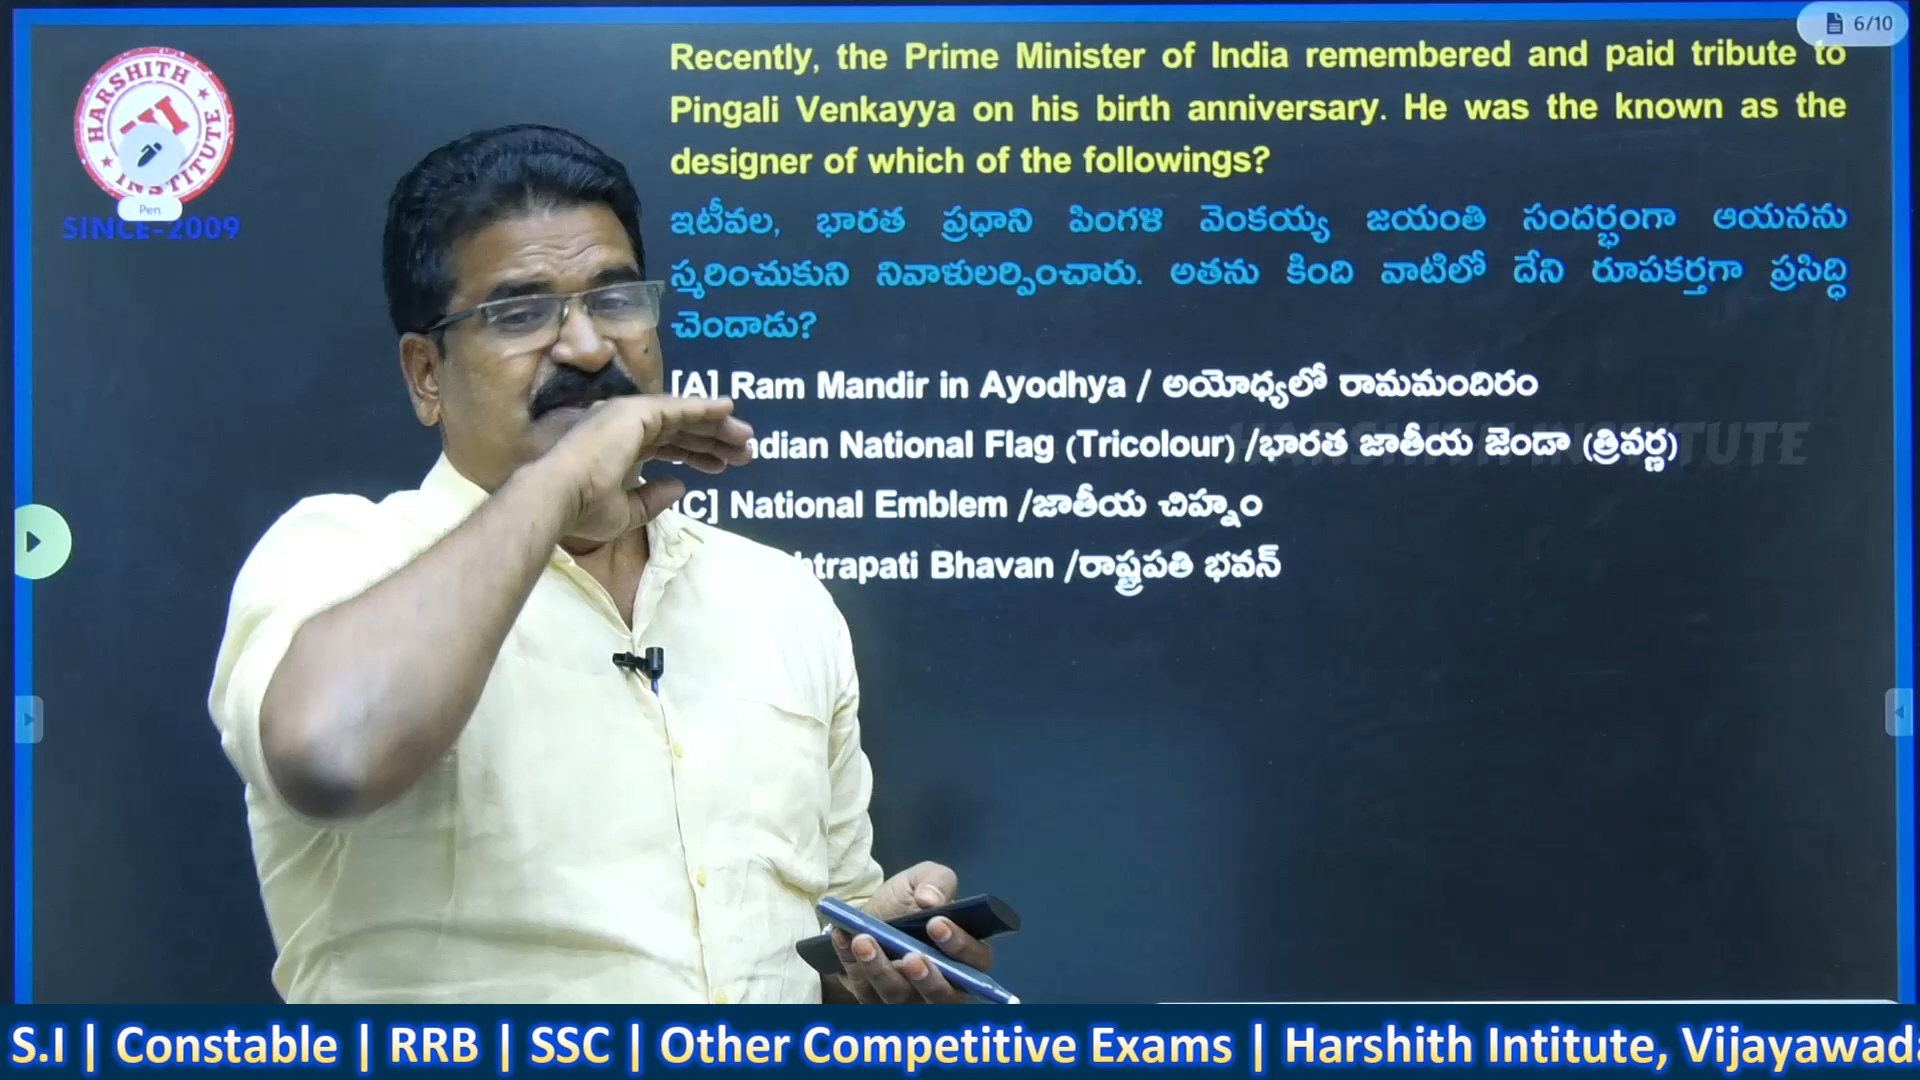 6/10
HARSHITH
INSTITUTE
Pen
SINCE-2009
Recently, the Prime Minister of India remembered and paid tribute to
Pingali Venkayya on his birth anniversary. He was the known as the
designer of which of the followings?
ఇటీవల, భారత ప్రధాని పింగళి వెంకయ్య జయంతి సందర్భంగా ఆయనను
స్మరించుకుని నివాళులర్పించారు. అతను కింది వాటిలో దేని రూపకర్తగా ప్రసిద్ధి
చెందాడు?
[A] Ram Mandir in Ayodhya / అయోధ్యలో రామమందిరం
ndian National Flag (Tricolour) /భారత జాతీయ జెండా (త్రివర్ణ)
HARSHITH INSTITUTE
[C] National Emblem /జాతీయ చిహ్నం
htrapati Bhavan /రాష్ట్రపతి భవన్
S.I | Constable | RRB | SSC | Other Competitive Exams | Harshith Intitute, Vijayawada